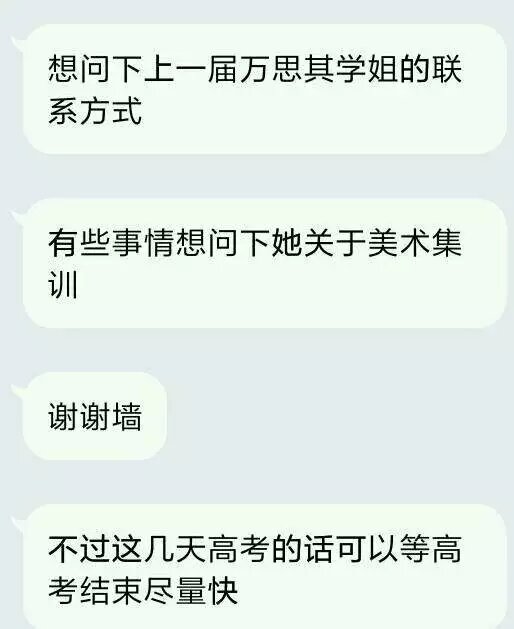 想问下上一届万思其学姐的联
系方式
有些事情想问下她关于美术集
训
谢谢墙
不过这几天高考的话可以等高
考结束尽量快